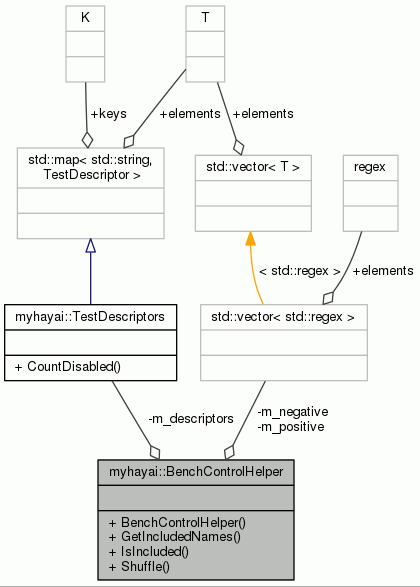 K
T
+keys
+elements
+elements
std::map< std::string,
TestDescriptor >
std::vector< T >
regex
< std::regex >
+elements
myhayai::TestDescriptors
+ CountDisabled()
std::vector< std::regex >
-m_descriptors
-m_negative
-m_positive
myhayai::BenchControlHelper
+ BenchControlHelper()
+ GetIncludedNames()
+ IsIncluded()
+ Shuffle()